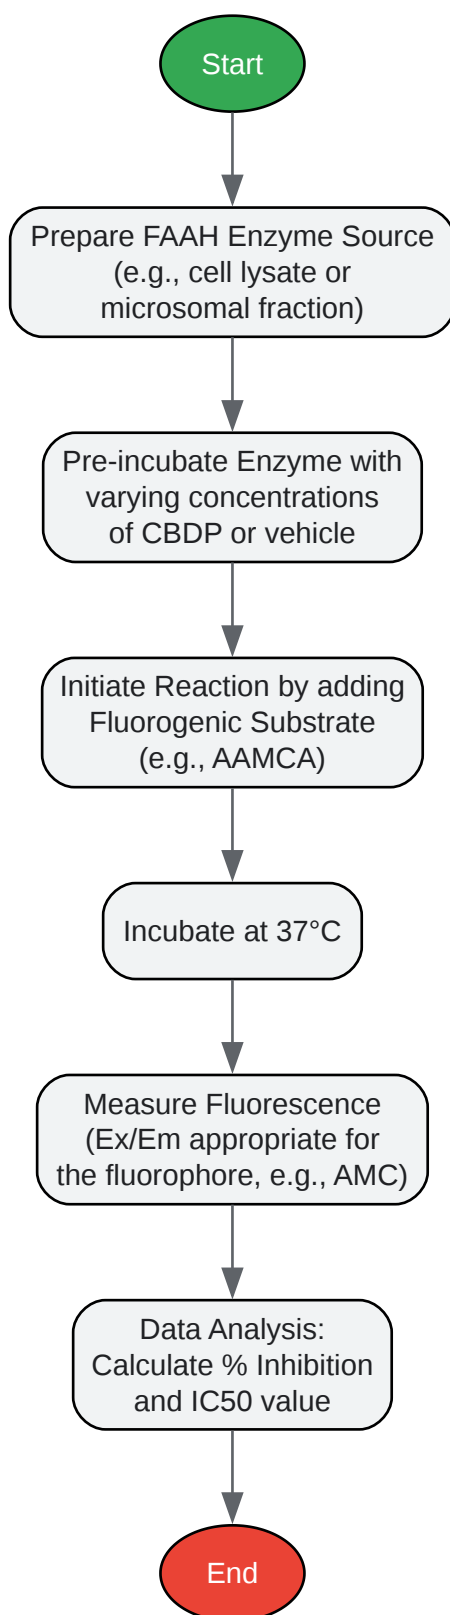 Start
Prepare FAAH Enzyme Source
(e.g., cell lysate or
microsomal fraction)
Pre-incubate Enzyme with
varying concentrations
of CBDP or vehicle
Initiate Reaction by adding
Fluorogenic Substrate
(e.g., AAMCA)
Incubate at 37°C
Measure Fluorescence
(Ex/Em appropriate for
the fluorophore, e.g., AMC)
Data Analysis:
Calculate % Inhibition
and IC50 value
End